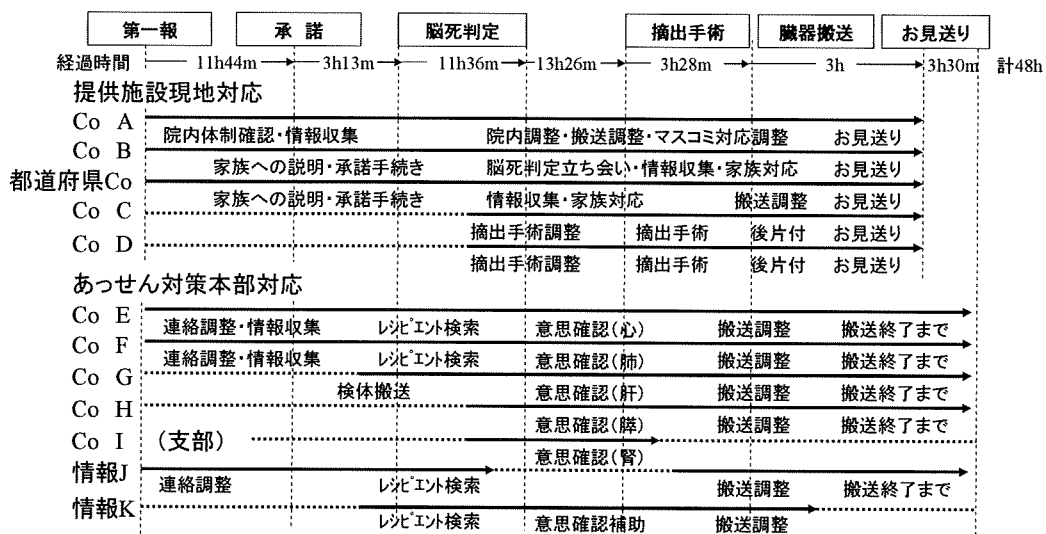 第一報 承諾 脳死判定 摘出手術 臓器搬送 お見送り
経過時間 11h44m 3h13m 11h36m 13h26m 3h28m 3h 3h30m 計48h
提供施設現地対応
Co A
院内体制確認・情報収集 院内調整・搬送調整・マスコミ対応調整 お見送り
Co B
家族への説明・承諾手続き 脳死判定立ち会い・情報収集・家族対応 お見送り
都道府県Co
家族への説明・承諾手続き 情報収集・家族対応 搬送調整 お見送り
Co C
摘出手術調整 摘出手術 後片付 お見送り
Co D
摘出手術調整 摘出手術 後片付 お見送り
あっせん対策本部対応
Co E
連絡調整・情報収集 レシピエント検索 意思確認(心) 搬送調整 搬送終了まで
Co F
連絡調整・情報収集 レシピエント検索 意思確認(肺) 搬送調整 搬送終了まで
Co G
検体搬送 意思確認(肝) 搬送調整 搬送終了まで
Co H
意思確認(膵) 搬送調整 搬送終了まで
Co I (支部)
意思確認(腎)
情報J
連絡調整 レシピエント検索 搬送調整 搬送終了まで
情報K
レシピエント検索 意思確認補助 搬送調整